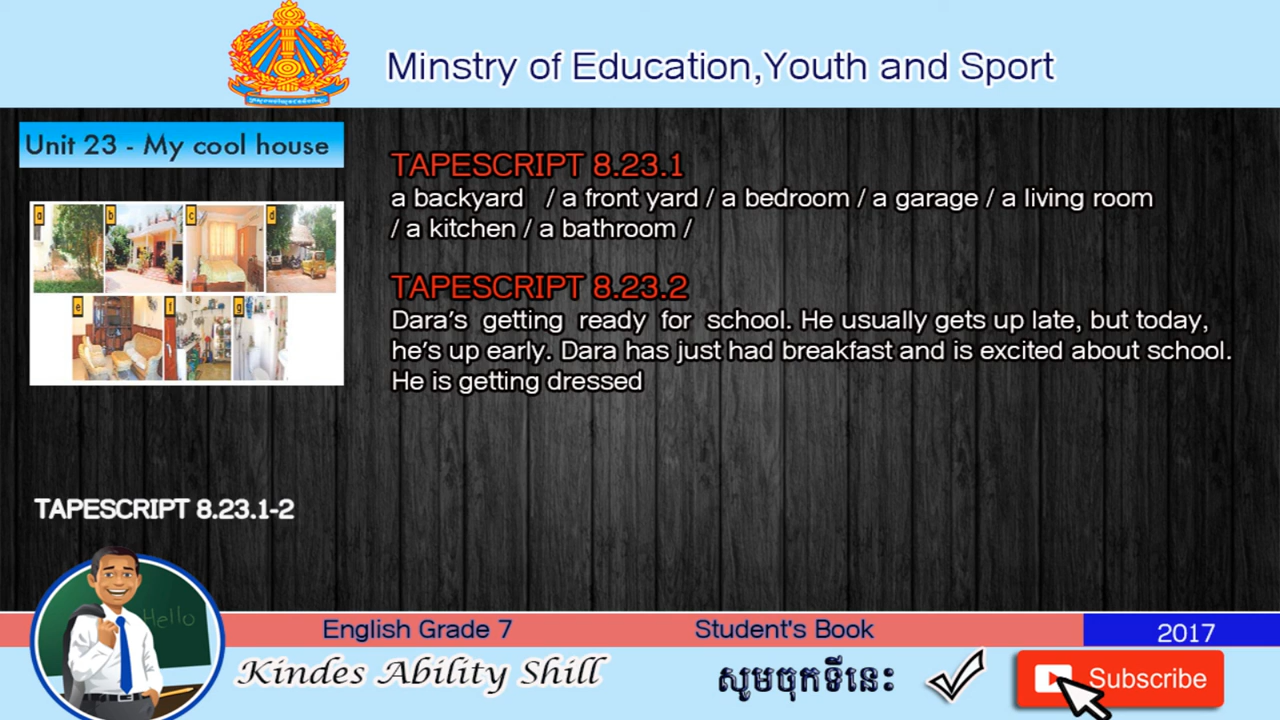 Minstry of Education,Youth and Sport
Unit 23 - My cool house
a
b
c
d
e
f
g
TAPESCRIPT 8.23.1
a backyard / a front yard / a bedroom / a garage / a living room
/ a kitchen / a bathroom /
TAPESCRIPT 8.23.2
Dara's getting ready for school. He usually gets up late, but today,
he's up early. Dara has just had breakfast and is excited about school.
He is getting dressed
TAPESCRIPT 8.23.1-2
Hello
English Grade 7
Student's Book
2017
Kindes Ability Shill
សូមចុកទីនេះ
Subscribe